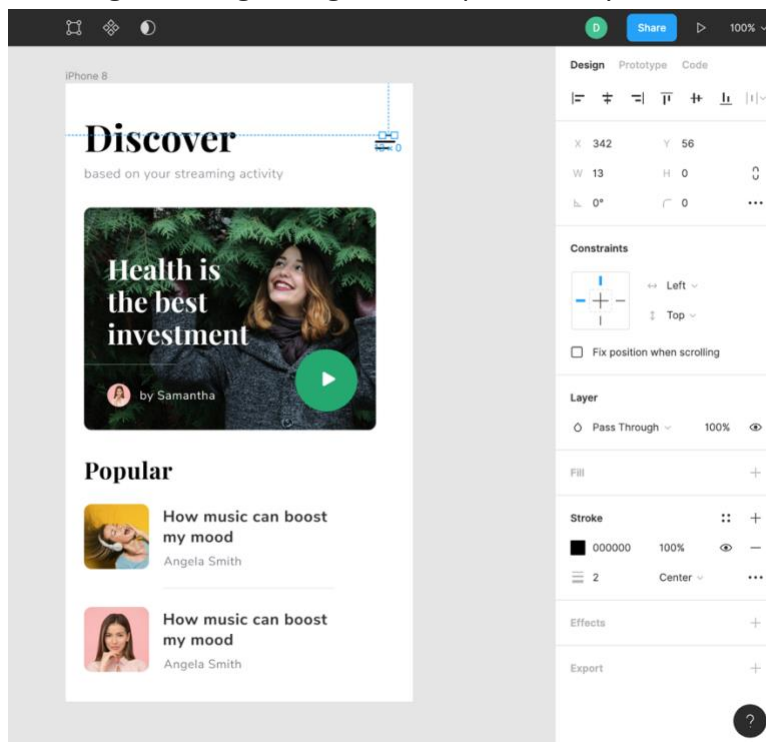 D
Share
100%
iPhone 8
Design Prototype Code
Discover
based on your streaming activity
X 342 Y 56
W 13 H 0
0° 0
Health is
the best
investment
by Samantha
Constraints
Left
Top
Fix position when scrolling
Layer
Pass Through 100%
Popular
How music can boost
my mood
Angela Smith
How music can boost
my mood
Angela Smith
Fill
Stroke
000000 100%
2 Center
Effects
Export
?